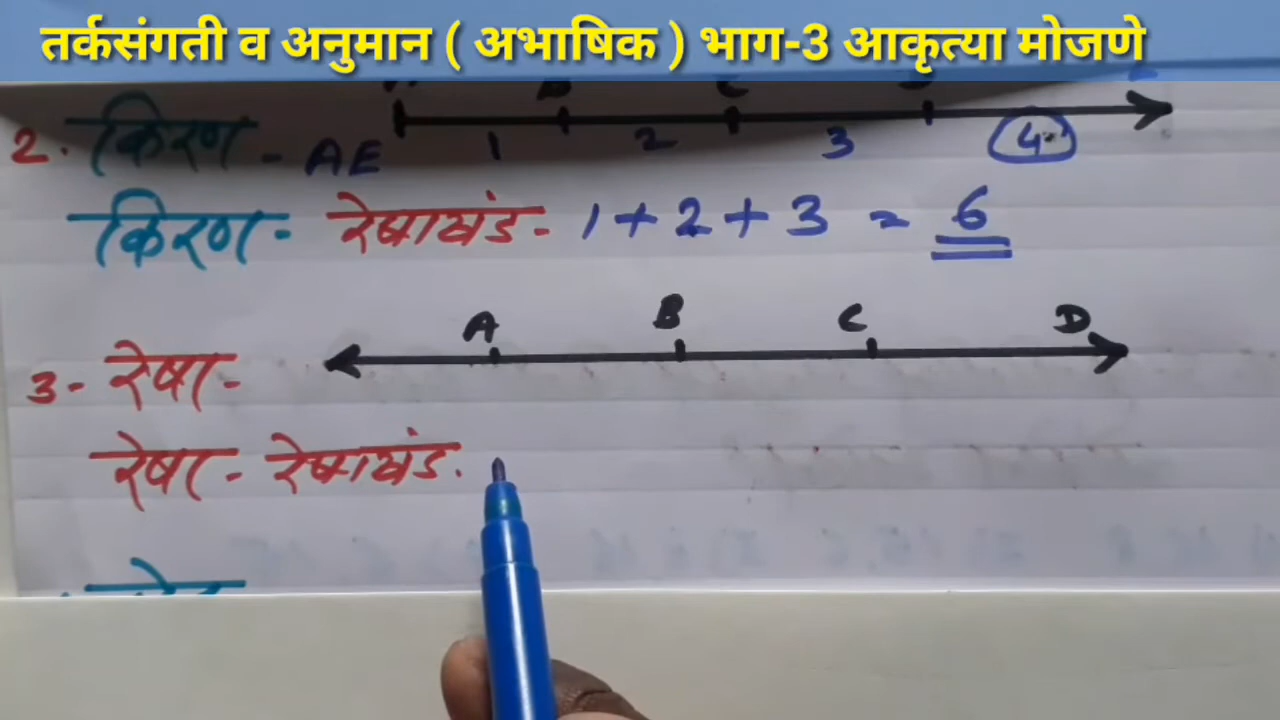 तर्कसंगती व अनुमान ( अभाषिक ) भाग-3 आकृत्या मोजणे
B C
2. किरण - AE 1 2 3 4
किरण - रेषाखंड - 1 + 2 + 3 = 6
A B C D
3 - रेषा -
रेषा - रेषाखंड.